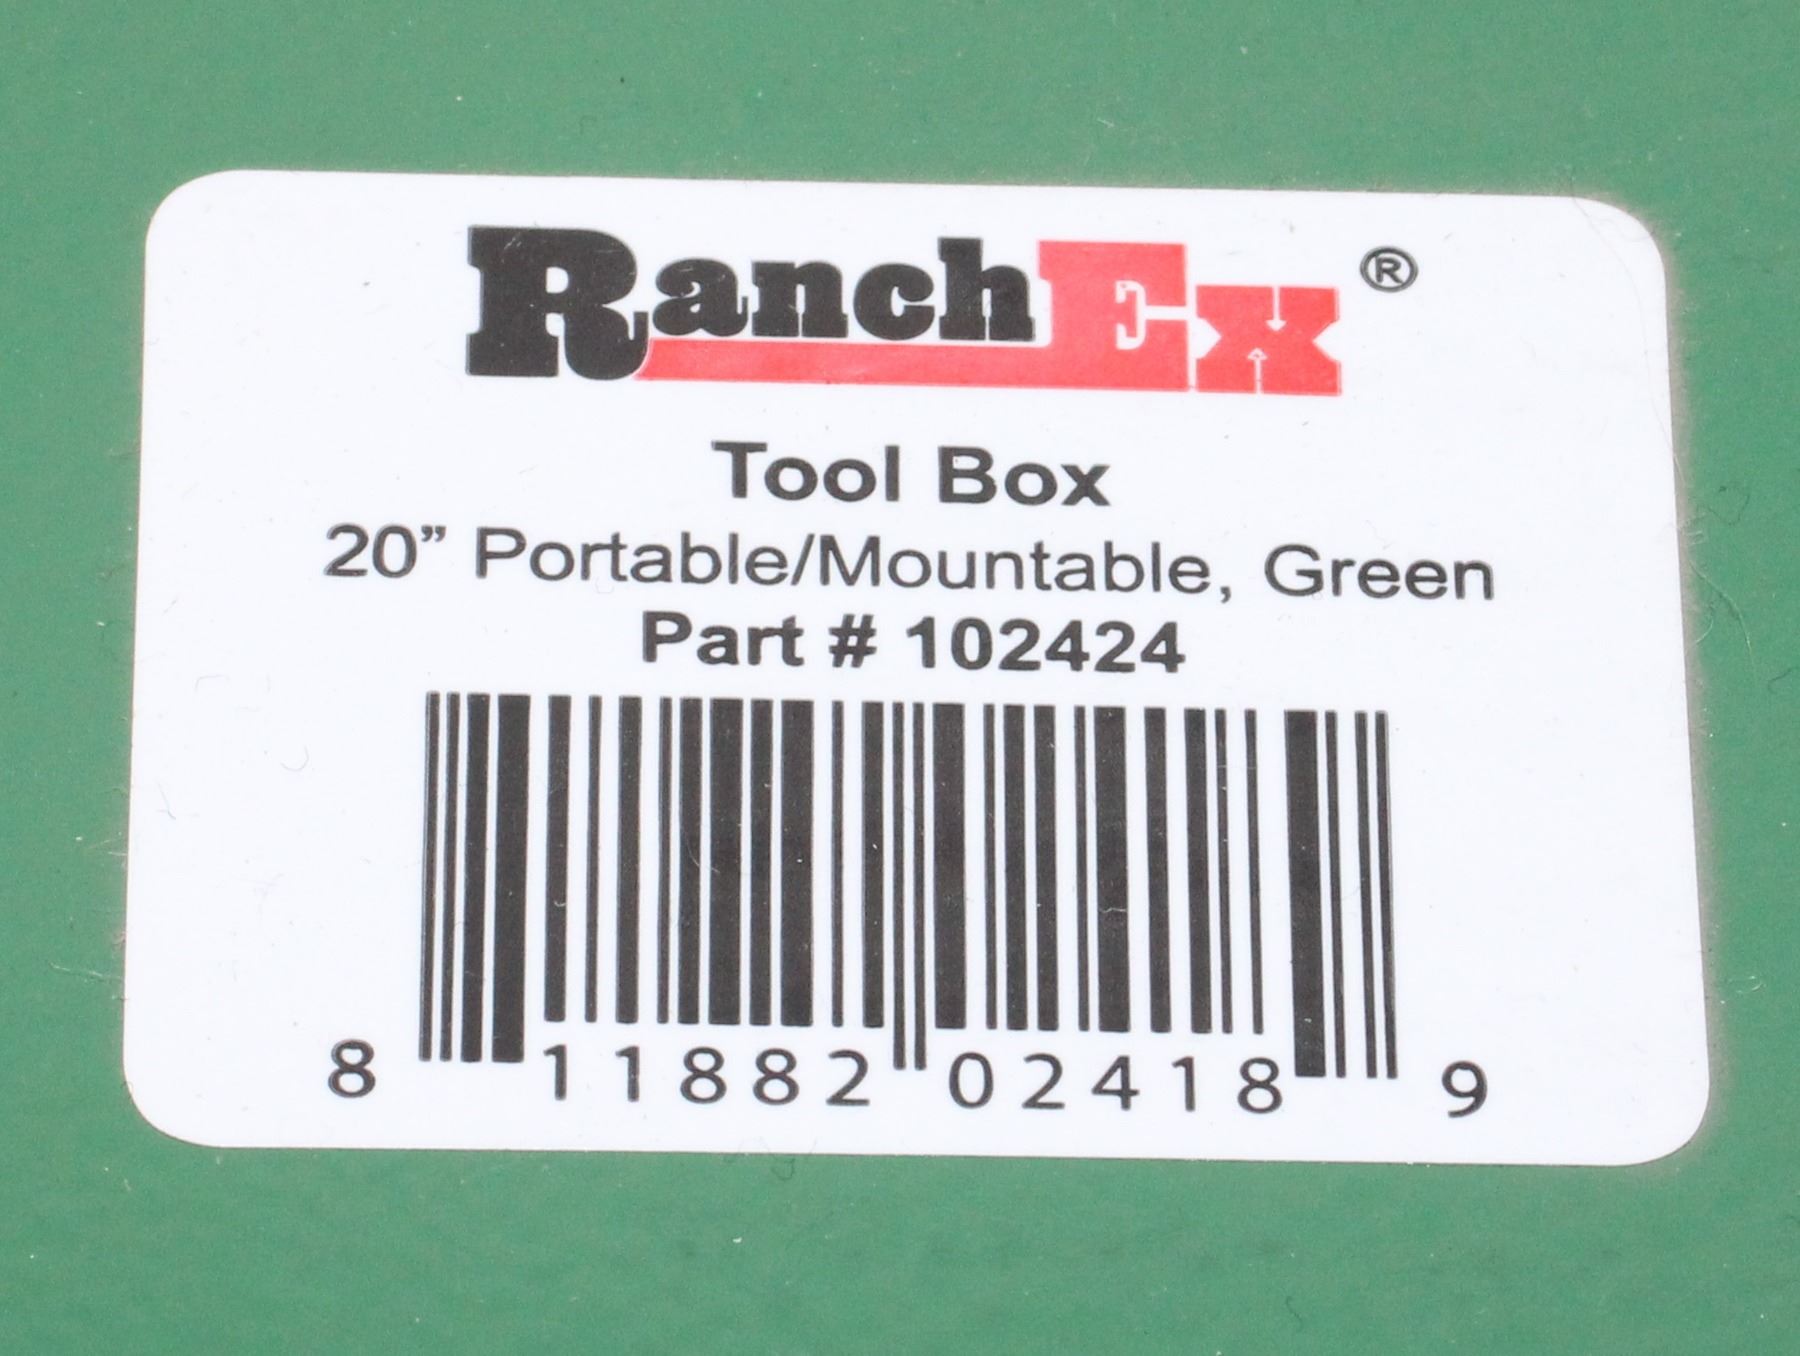 RanchEx ®
Tool Box
20” Portable/Mountable, Green
Part # 102424
8 11882 02418 9